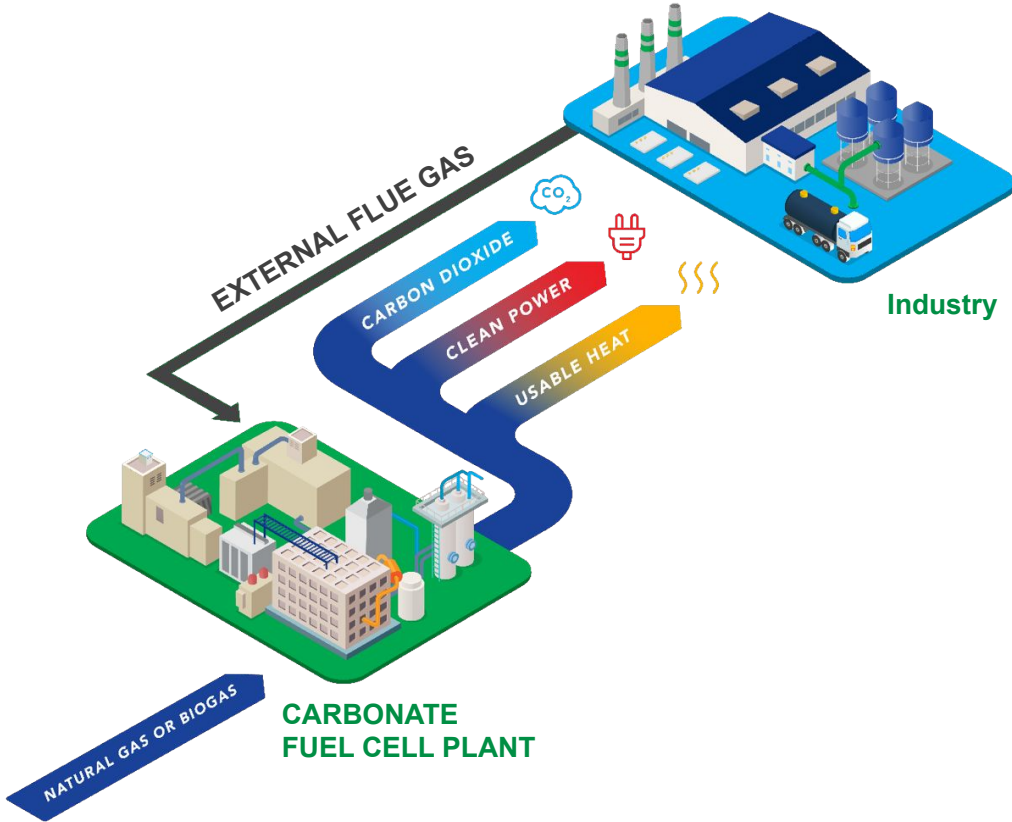 EXTERNAL FLUE GAS
CO₂
CARBON DIOXIDE
CLEAN POWER
USABLE HEAT
Industry
NATURAL GAS OR BIOGAS
CARBONATE
FUEL CELL PLANT